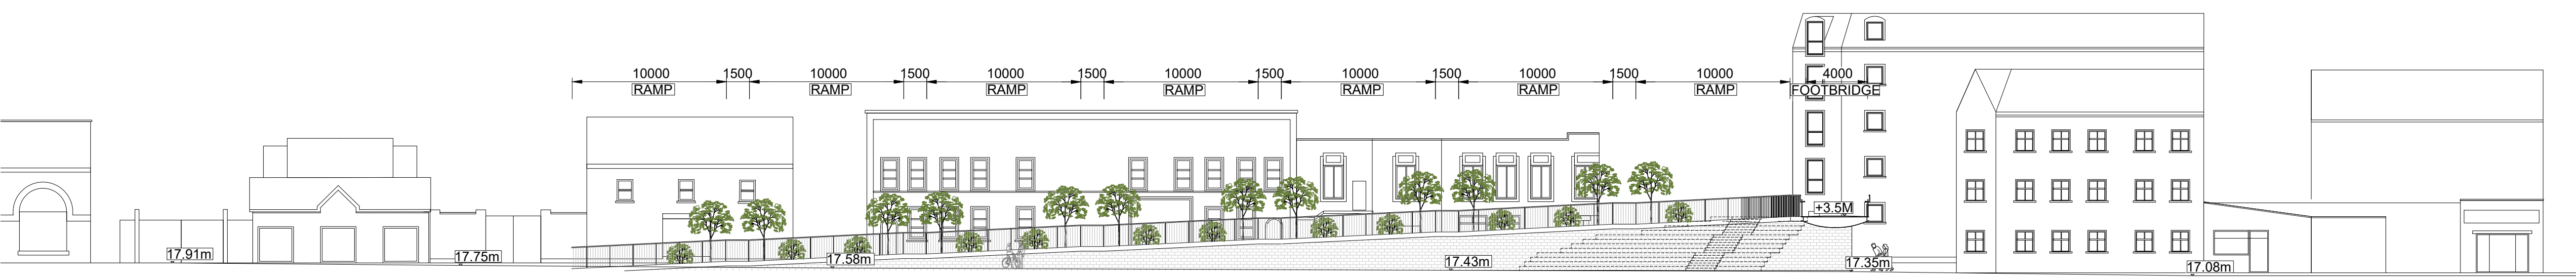 10000 1500 10000 1500 10000 1500 10000 1500 10000 1500 10000 1500 10000 4000
RAMP RAMP RAMP RAMP RAMP RAMP RAMP FOOTBRIDGE
+3.5M
17.91m 17.75m 17.58m 17.43m 17.35m 17.08m